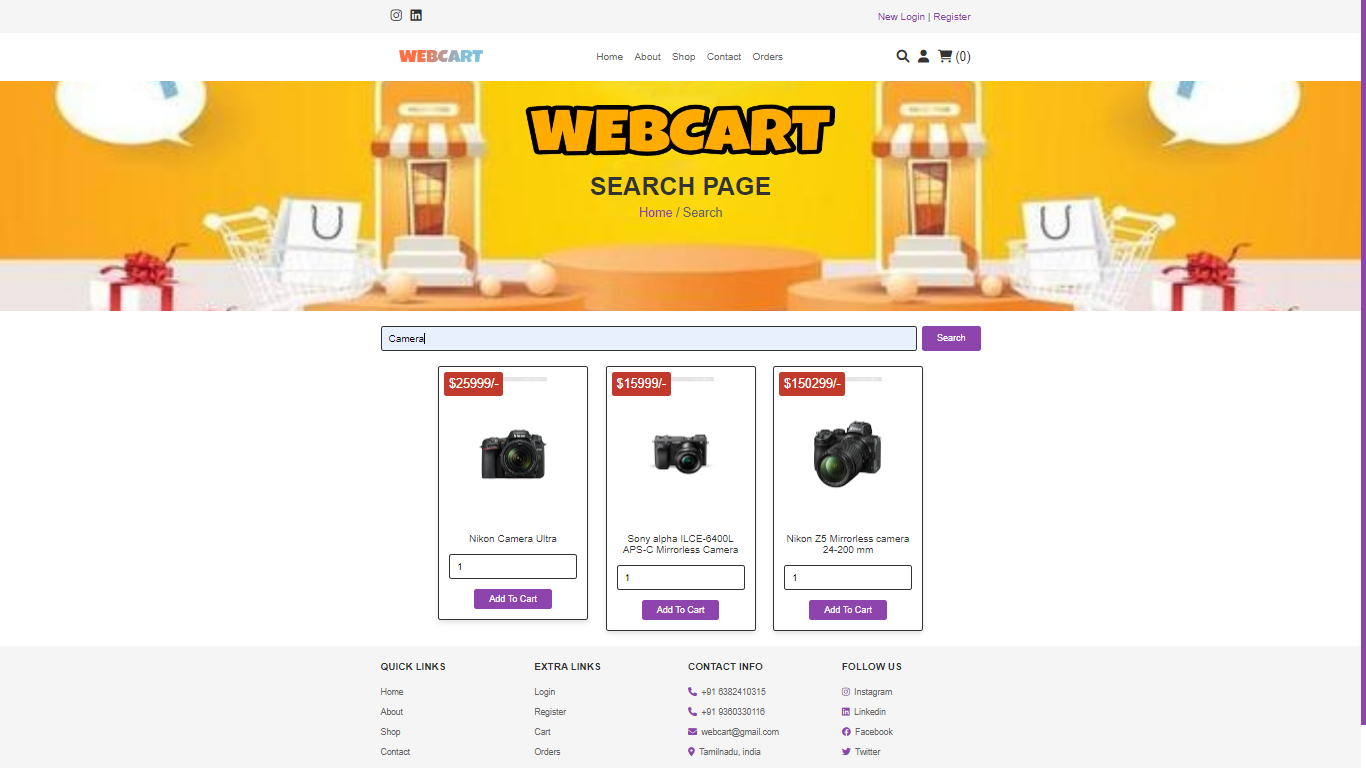 New Login | Register
WEBCART
Home About Shop Contact Orders
(0)
WEBCART
SEARCH PAGE
Home / Search
Camera
Search
$25999/-
Nikon Camera Ultra
1
Add To Cart
$15999/-
Sony alpha ILCE-6400L
APS-C Mirrorless Camera
1
Add To Cart
$150299/-
Nikon Z5 Mirrorless camera
24-200 mm
1
Add To Cart
QUICK LINKS
Home
About
Shop
Contact
EXTRA LINKS
Login
Register
Cart
Orders
CONTACT INFO
+91 6382410315
+91 9360330116
webcart@gmail.com
Tamilnadu, india
FOLLOW US
Instagram
Linkedin
Facebook
Twitter